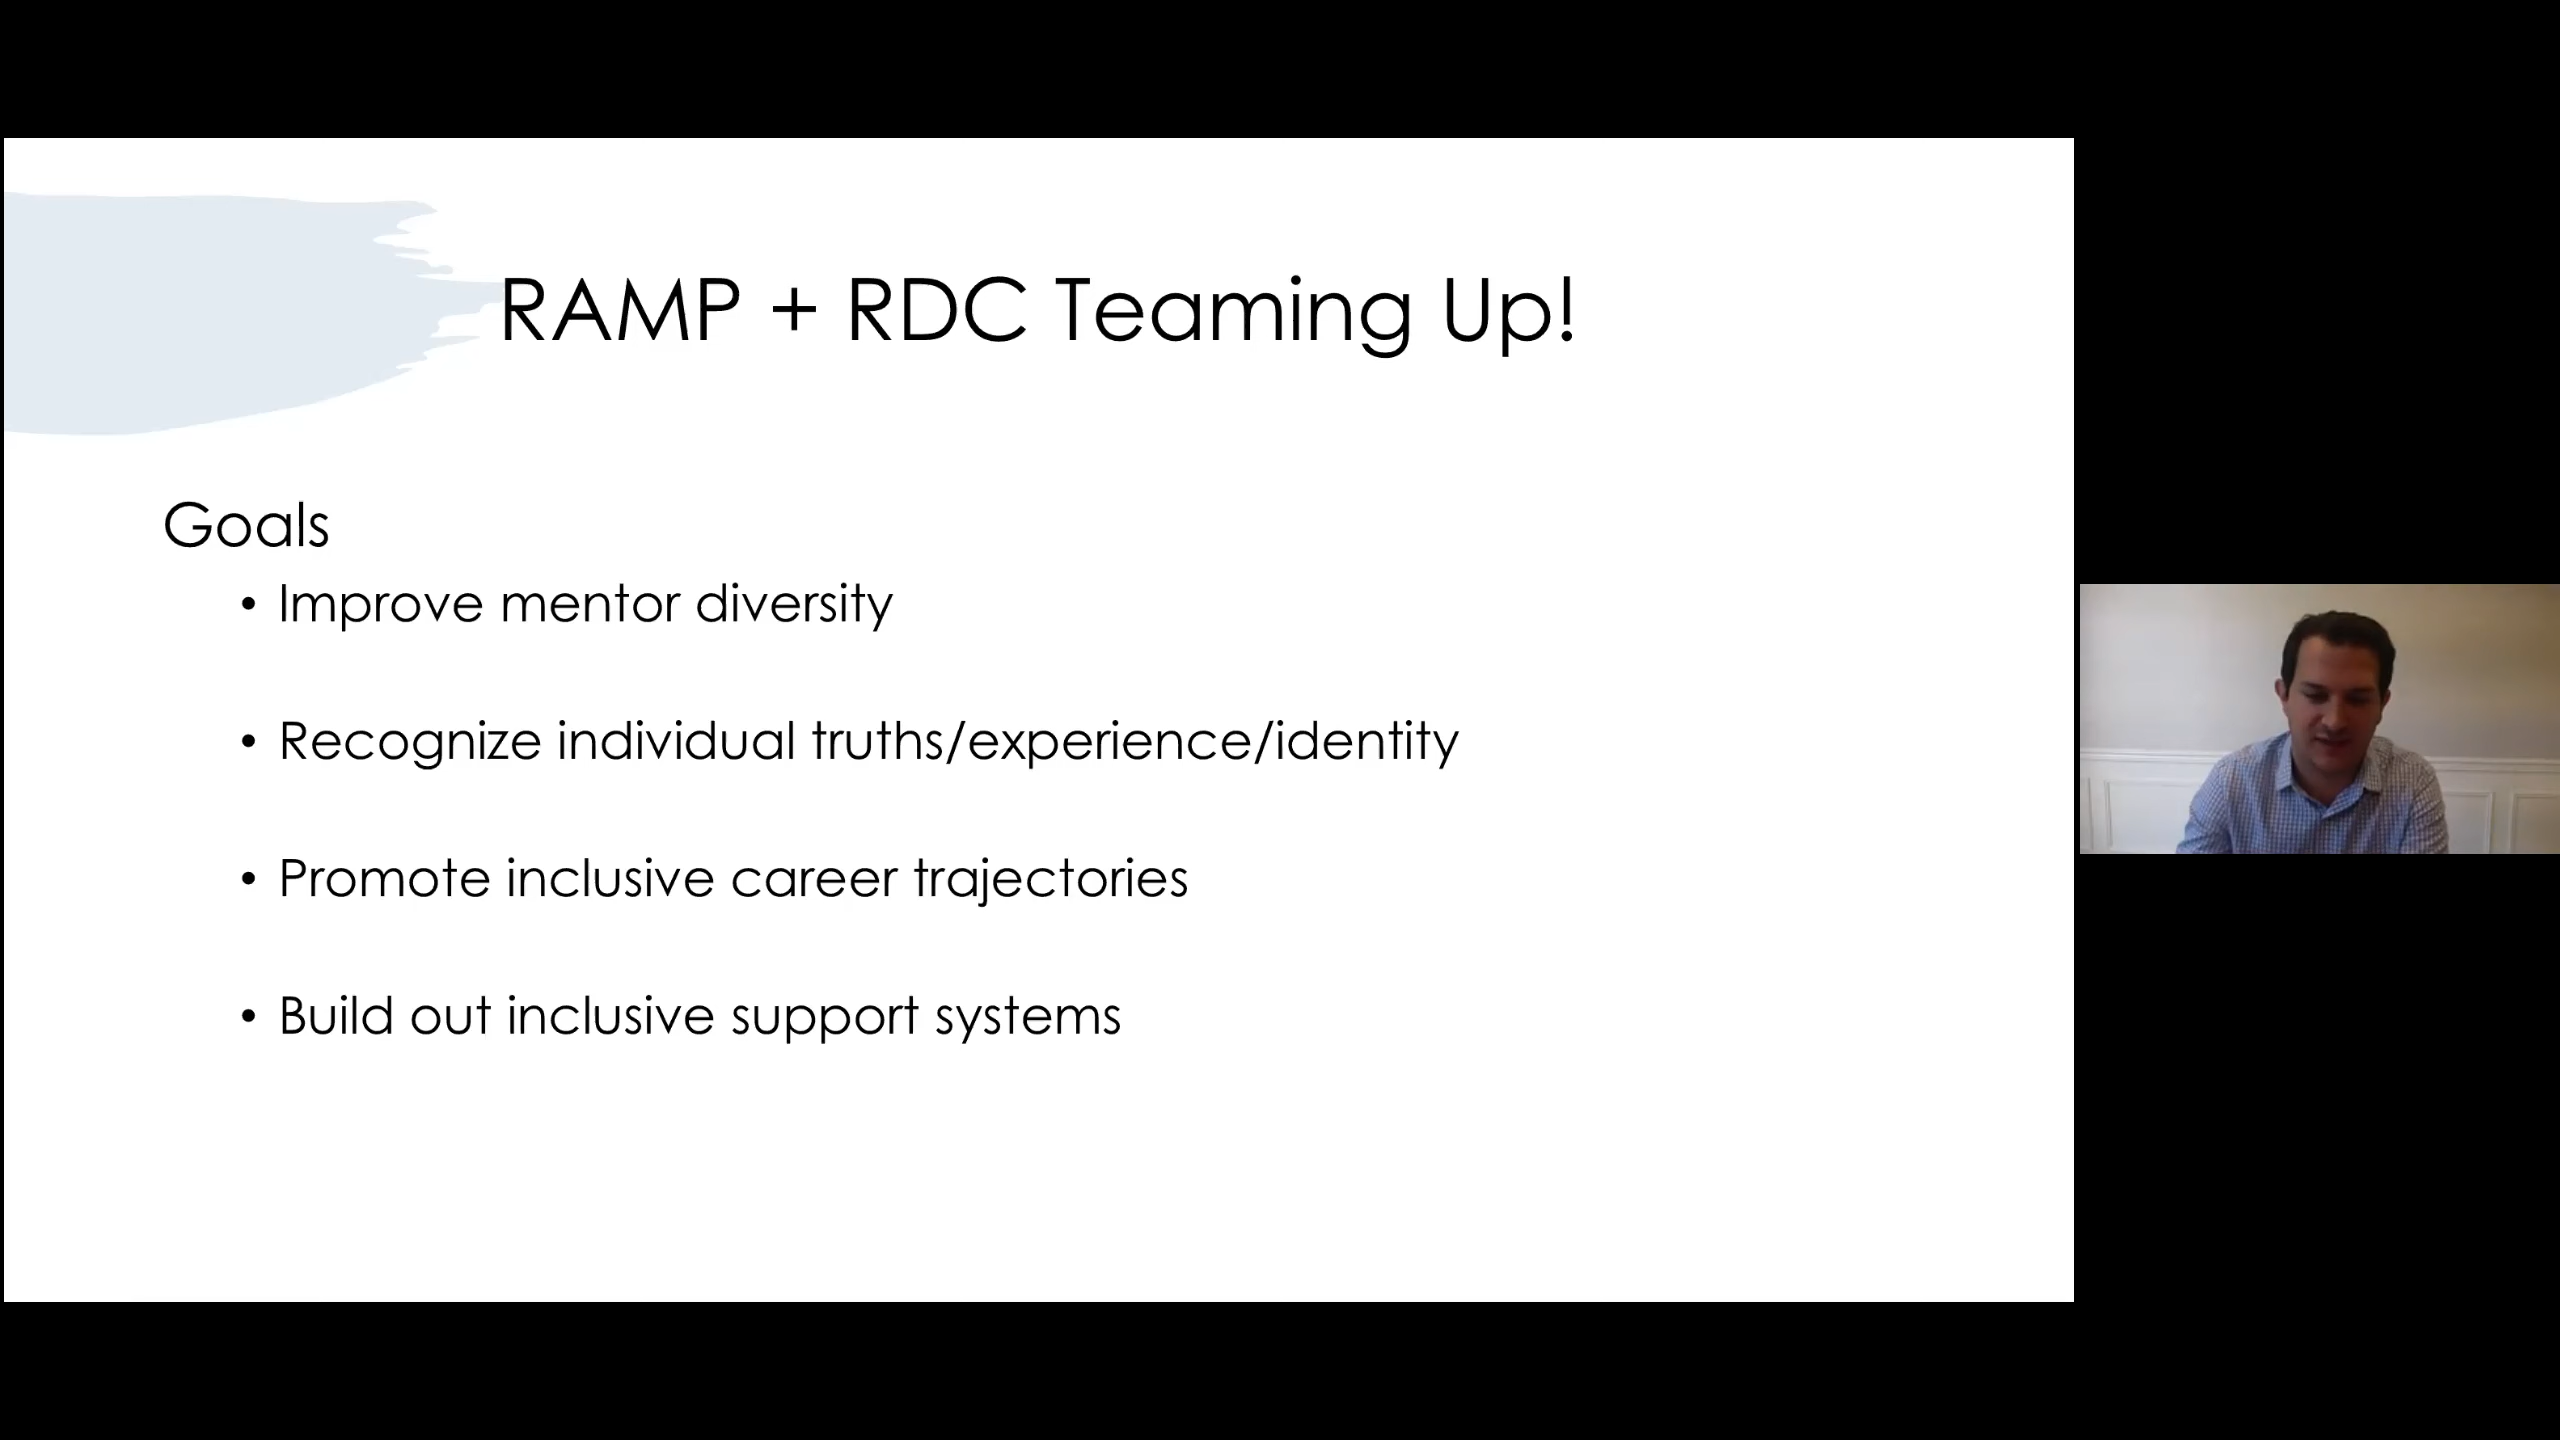 RAMP + RDC Teaming Up!
Goals
• Improve mentor diversity
• Recognize individual truths/experience/identity
• Promote inclusive career trajectories
• Build out inclusive support systems